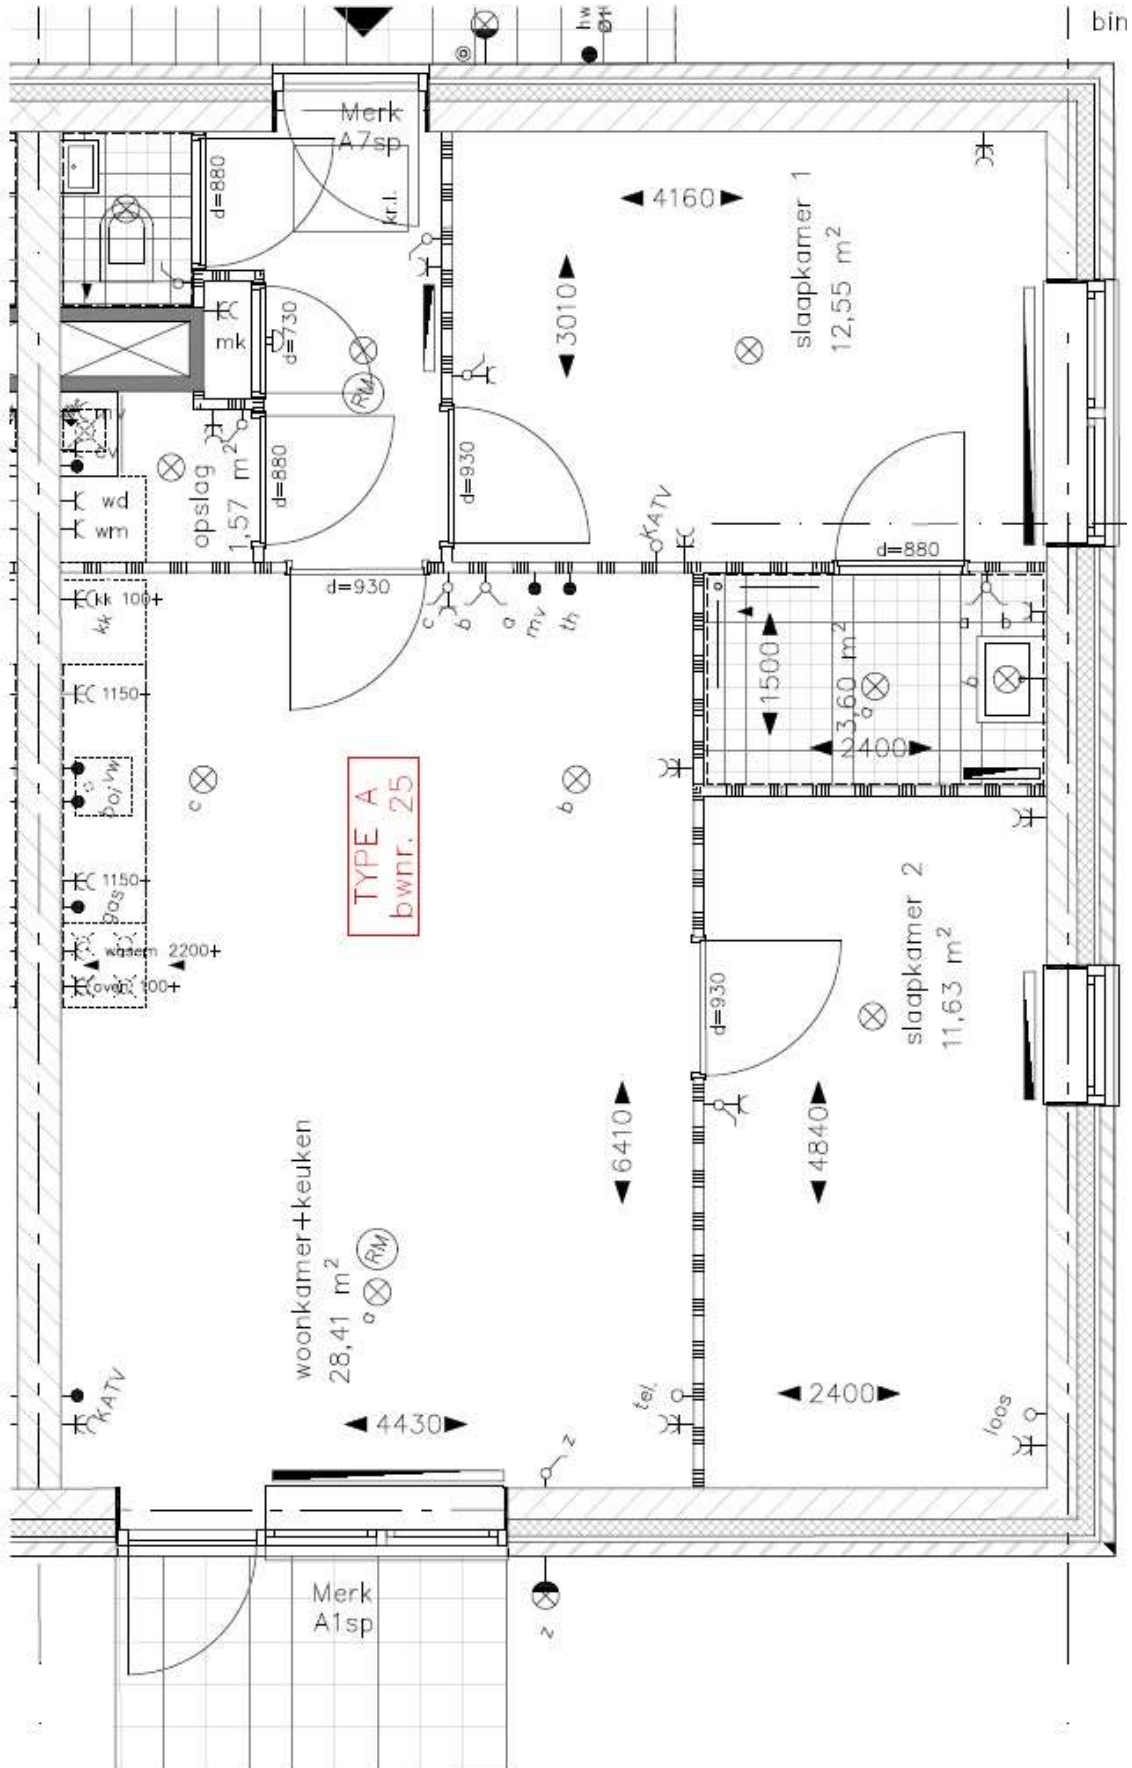 bin
hw
Merk
A7sp
d=880
kr.l.
4160
3010
slaapkamer 1
12,55 m²
mk
d=730
RM
mv
cv
wd
wm
opslag
1,57 m²
d=880
d=930
KATV
d=880
d=930
c
b
a
mv
th
kk 100+
kk
1150+
1500
3,60 m²
a
2400
a
b
b
boi
vw
c
b
TYPE A
bwnr. 25
1150+
gas
wasem 2200+
oven 100+
slaapkamer 2
11,63 m²
d=930
6410
4840
woonkamer+keuken
28,41 m²
RM
a
KATV
4430
tel.
2400
loos
z
Merk
A1sp
z